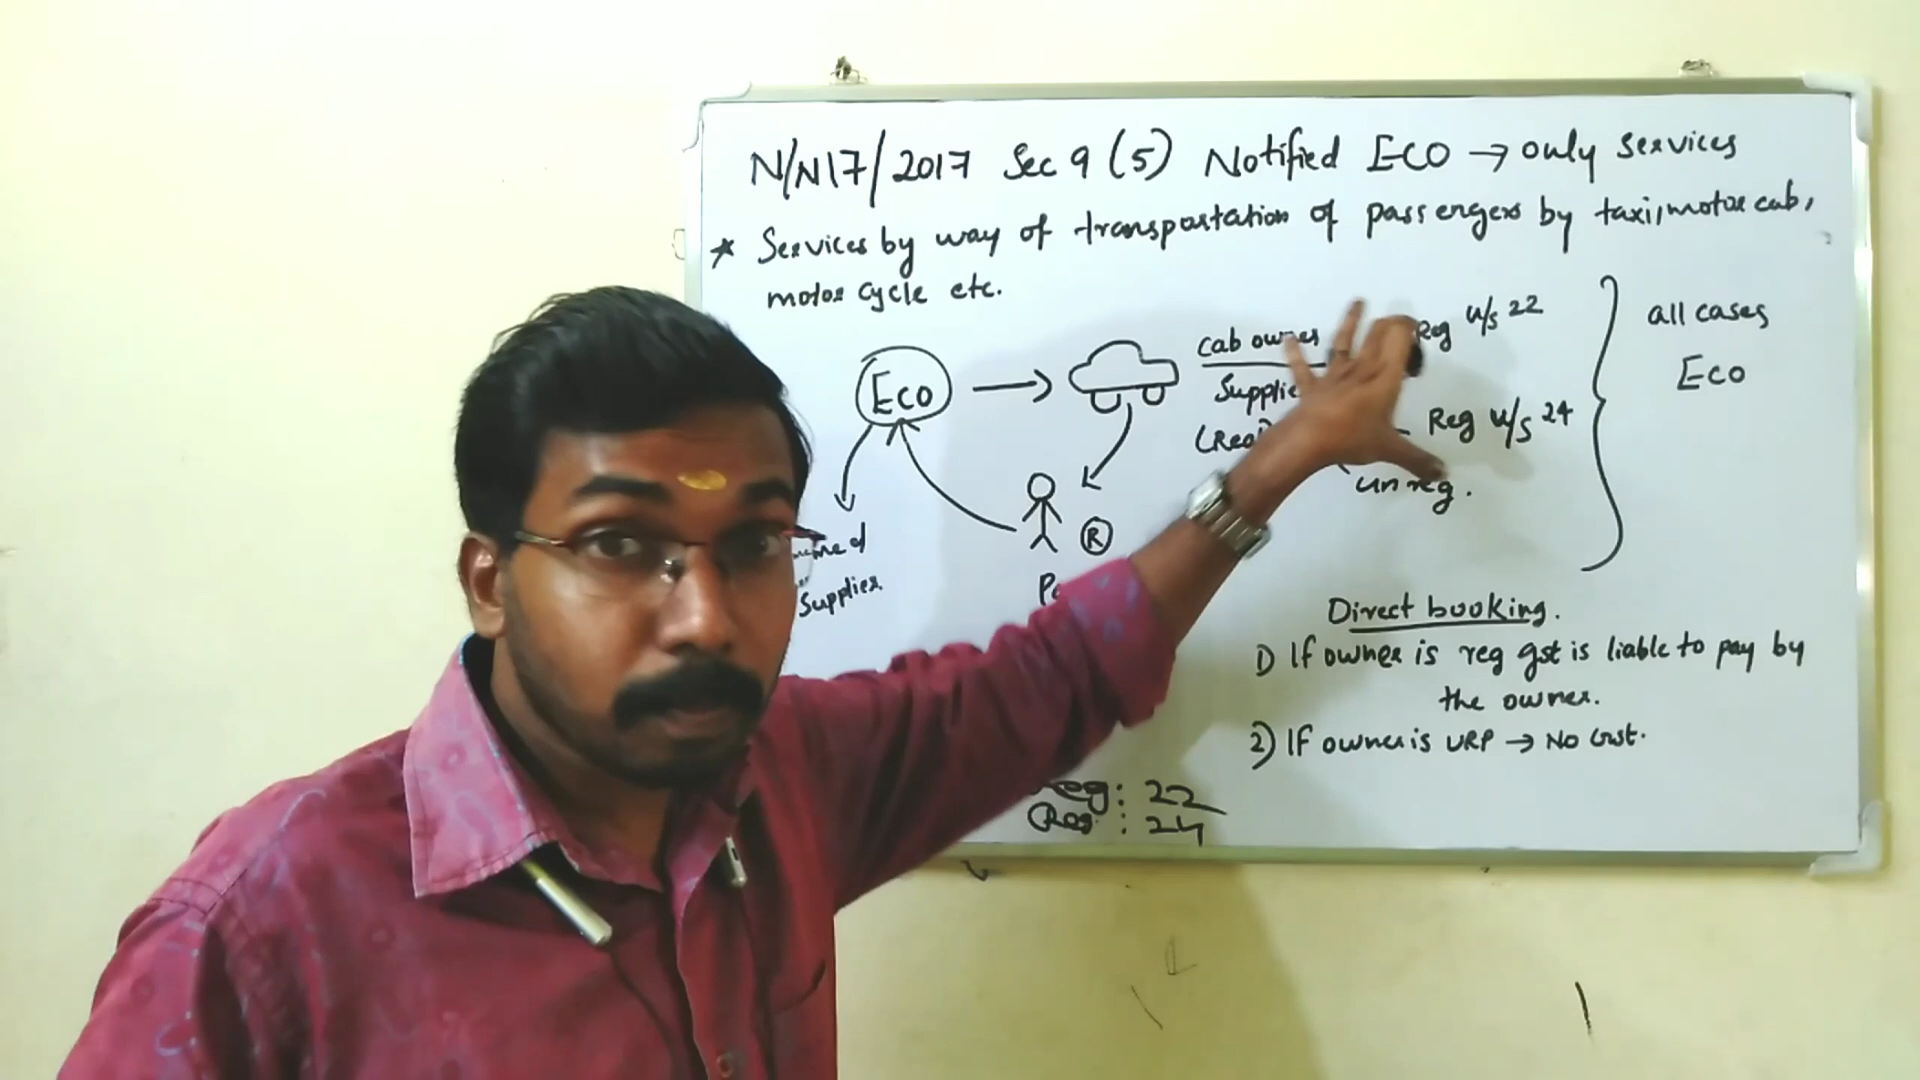 N/N17/2017 Sec 9 (5) Notified ECO → only services
* Services by way of transportation of passengers by taxi, motor cab,
motor cycle etc.
Eco
cab owner
Supplie
Reg u/s 22
Reg u/s 24
unreg.
all cases
Eco
R
Supplier
Direct booking.
1) If owner is reg gst is liable to pay by
the owner.
2) If owner is URP → No Gst.
Reg : 22
Reg : 24